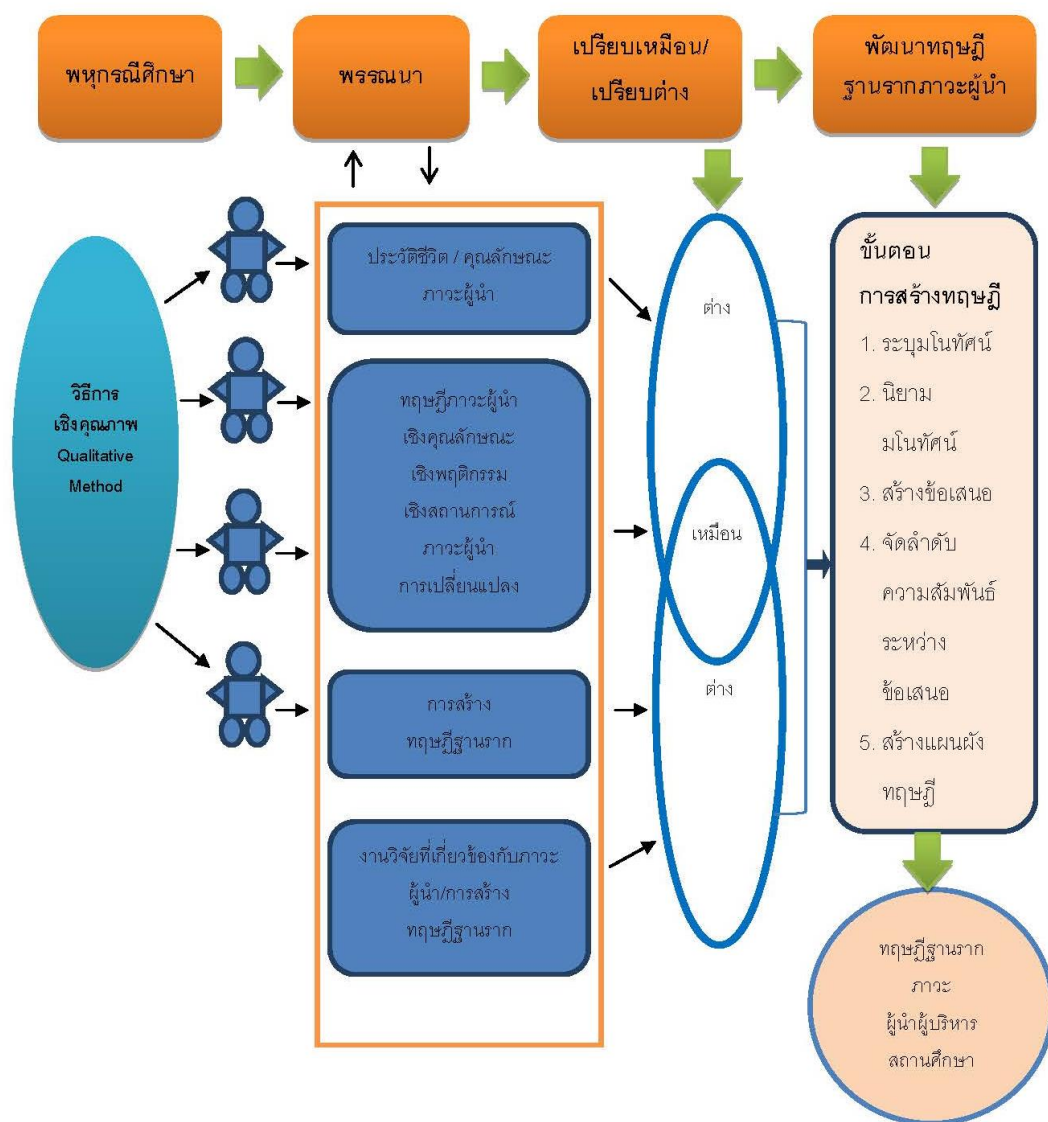 พหุกรณีศึกษา
พรรณนา
เปรียบเหมือน/
เปรียบต่าง
พัฒนาทฤษฎี
ฐานรากภาวะผู้นำ
วิธีการ
เชิงคุณภาพ
Qualitative
Method
ประวัติชีวิต / คุณลักษณะ
ภาวะผู้นำ
ทฤษฎีภาวะผู้นำ
เชิงคุณลักษณะ
เชิงพฤติกรรม
เชิงสถานการณ์
ภาวะผู้นำ
การเปลี่ยนแปลง
การสร้าง
ทฤษฎีฐานราก
งานวิจัยที่เกี่ยวข้องกับภาวะ
ผู้นำ/การสร้าง
ทฤษฎีฐานราก
ต่าง
เหมือน
ต่าง
ขั้นตอน
การสร้างทฤษฎี
1. ระบุมโนทัศน์
2. นิยาม
มโนทัศน์
3. สร้างข้อเสนอ
4. จัดลำดับ
ความสัมพันธ์
ระหว่าง
ข้อเสนอ
5. สร้างแผนผัง
ทฤษฎี
ทฤษฎีฐานราก
ภาวะ
ผู้นำผู้บริหาร
สถานศึกษา